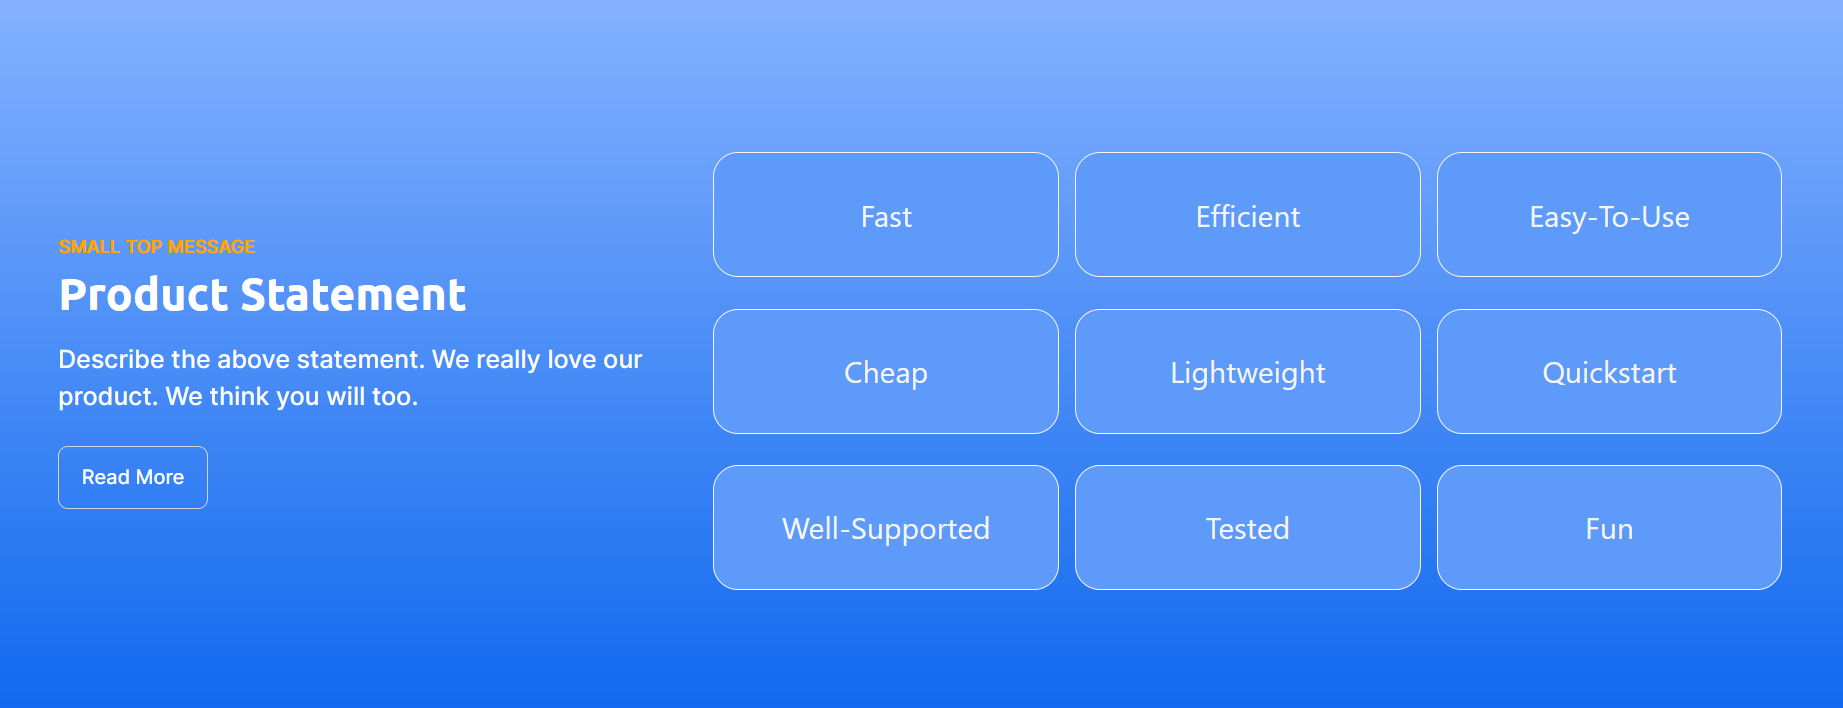 SMALL TOP MESSAGE
Product Statement
Describe the above statement. We really love our
product. We think you will too.
Read More
Fast
Efficient
Easy-To-Use
Cheap
Lightweight
Quickstart
Well-Supported
Tested
Fun